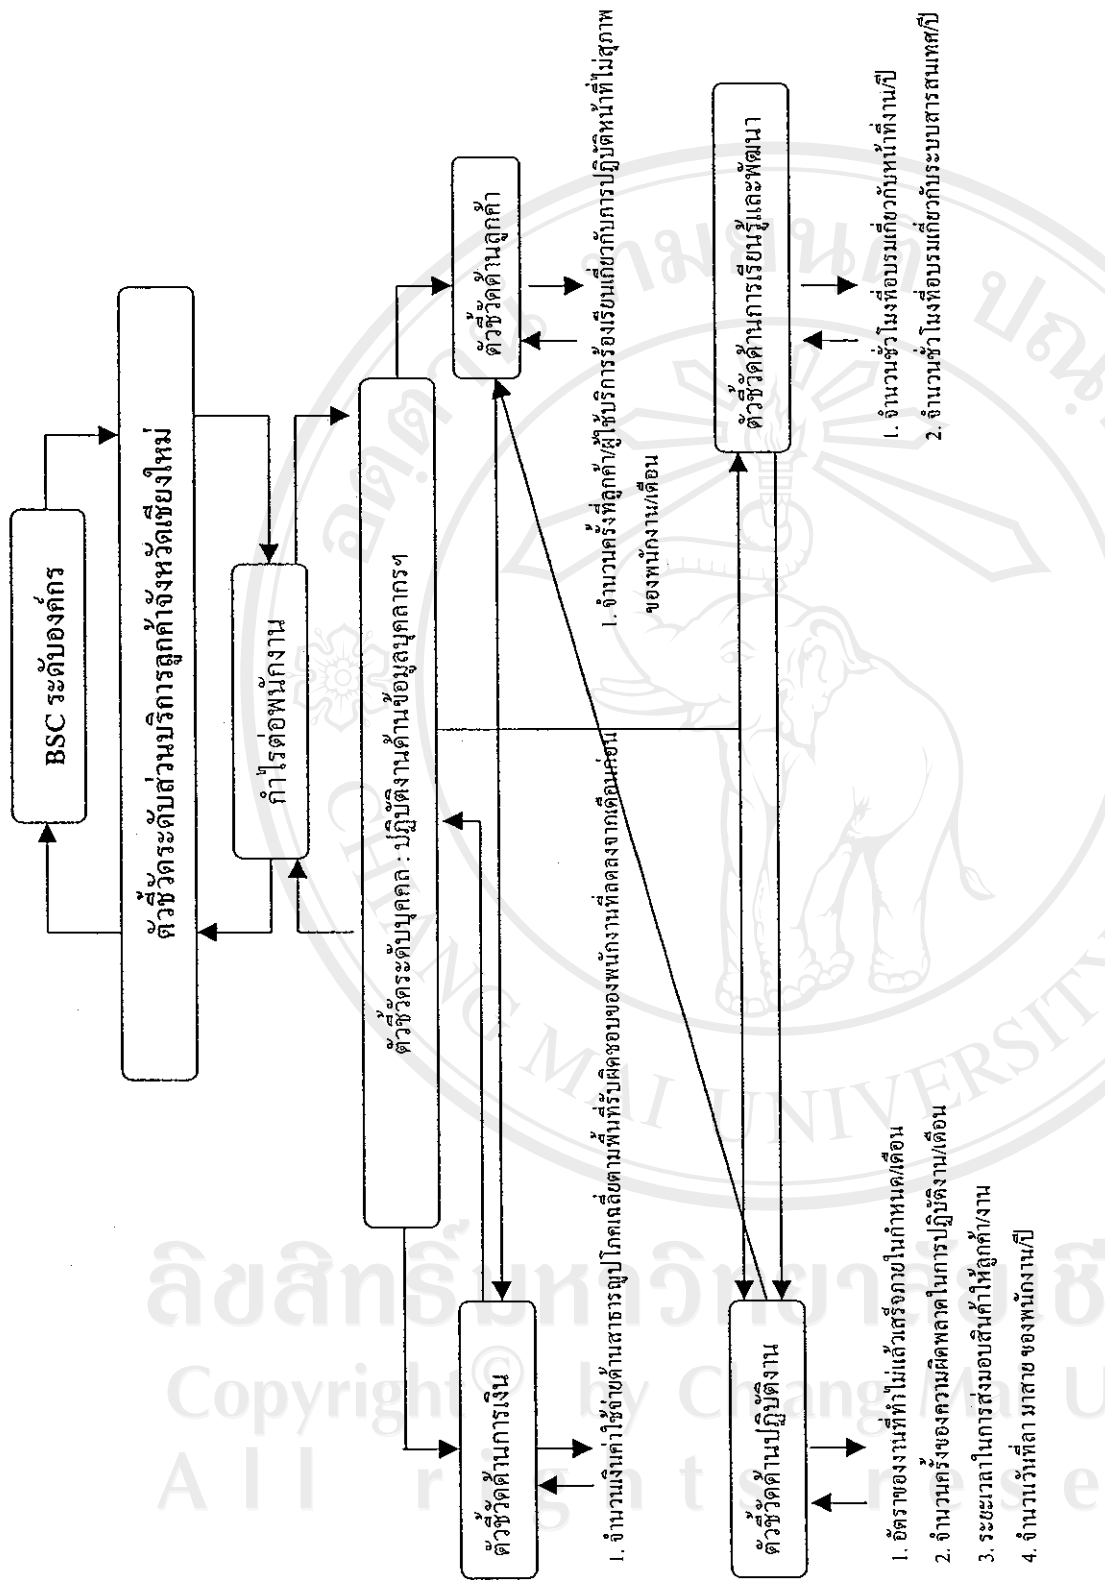 BSC ระดับองค์กร
ตัวชี้วัดระดับส่วนบริการลูกค้าจังหวัดเชียงใหม่
กำไรต่อพนักงาน
ตัวชี้วัดระดับบุคคล : ปฏิบัติงานด้านข้อมูลบุคลากรฯ
ตัวชี้วัดด้านการเงิน
ตัวชี้วัดด้านลูกค้า
1. จำนวนเงินค่าใช้จ่ายด้านสาธารณูปโภคเฉลี่ยตามพื้นที่รับผิดชอบของพนักงานที่ลดลงจากเดือนก่อน
1. จำนวนครั้งที่ลูกค้า/ผู้ใช้บริการร้องเรียนเกี่ยวกับการปฏิบัติหน้าที่ไม่สุภาพ
ของพนักงาน/เดือน
ตัวชี้วัดด้านปฏิบัติงาน
ตัวชี้วัดด้านการเรียนรู้และพัฒนา
1. อัตราของงานที่ทำไม่แล้วเสร็จภายในกำหนด/เดือน
2. จำนวนครั้งของความผิดพลาดในการปฏิบัติงาน/เดือน
3. ระยะเวลาในการส่งมอบสินค้าให้ลูกค้า/งาน
4. จำนวนวันที่ลา มาสาย ของพนักงาน/ปี
1. จำนวนชั่วโมงที่อบรมเกี่ยวกับหน้าที่งาน/ปี
2. จำนวนชั่วโมงที่อบรมเกี่ยวกับระบบสารสนเทศ/ปี
CHIANG MAI UNIVERSITY
ลิขสิทธิ์มหาวิทยาลัยเชี
Copyright © by Chiang Mai U
All rights rese